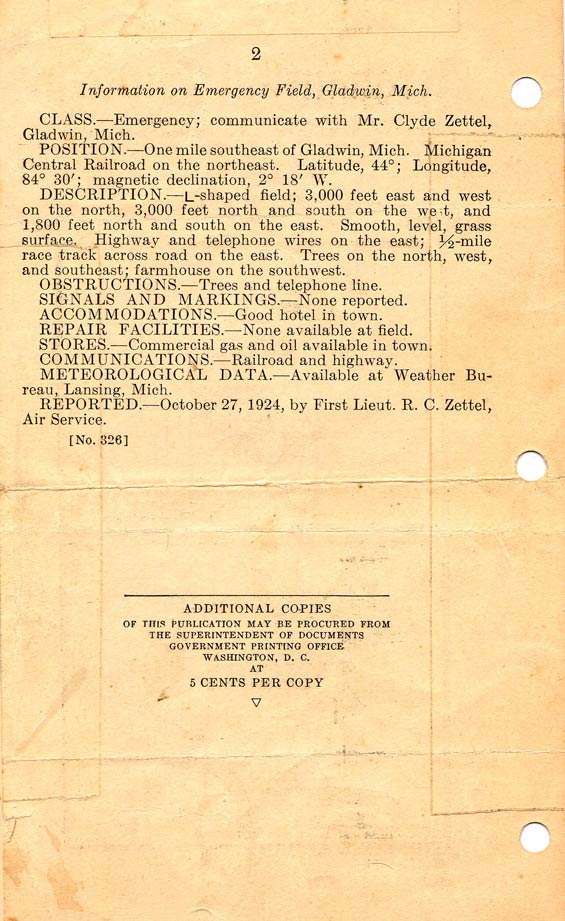 2
Information on Emergency Field, Gladwin, Mich.
CLASS.—Emergency; communicate with Mr. Clyde Zettel,
Gladwin, Mich.
POSITION.—One mile southeast of Gladwin, Mich. Michigan
Central Railroad on the northeast. Latitude, 44°; Longitude,
84° 30′; magnetic declination, 2° 18′ W.
DESCRIPTION.—L-shaped field; 3,000 feet east and west
on the north, 3,000 feet north and south on the west, and
1,800 feet north and south on the east. Smooth, level, grass
surface. Highway and telephone wires on the east; ½-mile
race track across road on the east. Trees on the north, west,
and southeast; farmhouse on the southwest.
OBSTRUCTIONS.—Trees and telephone line.
SIGNALS AND MARKINGS.—None reported.
ACCOMMODATIONS.—Good hotel in town.
REPAIR FACILITIES.—None available at field.
STORES.—Commercial gas and oil available in town.
COMMUNICATIONS.—Railroad and highway.
METEOROLOGICAL DATA.—Available at Weather Bu-
reau, Lansing, Mich.
REPORTED.—October 27, 1924, by First Lieut. R. C. Zettel,
Air Service.
[No. 326]
ADDITIONAL COPIES
OF THIS PUBLICATION MAY BE PROCURED FROM
THE SUPERINTENDENT OF DOCUMENTS
GOVERNMENT PRINTING OFFICE
WASHINGTON, D. C.
AT
5 CENTS PER COPY